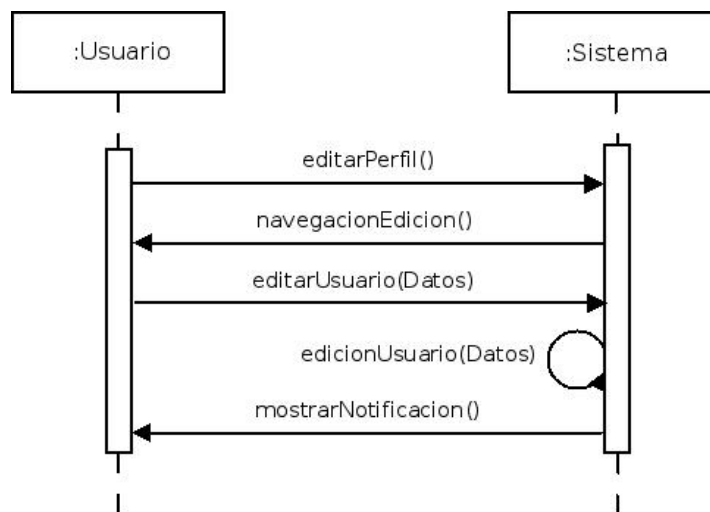 :Usuario
:Sistema
editarPerfil()
navegacionEdicion()
editarUsuario(Datos)
edicionUsuario(Datos)
mostrarNotificacion()